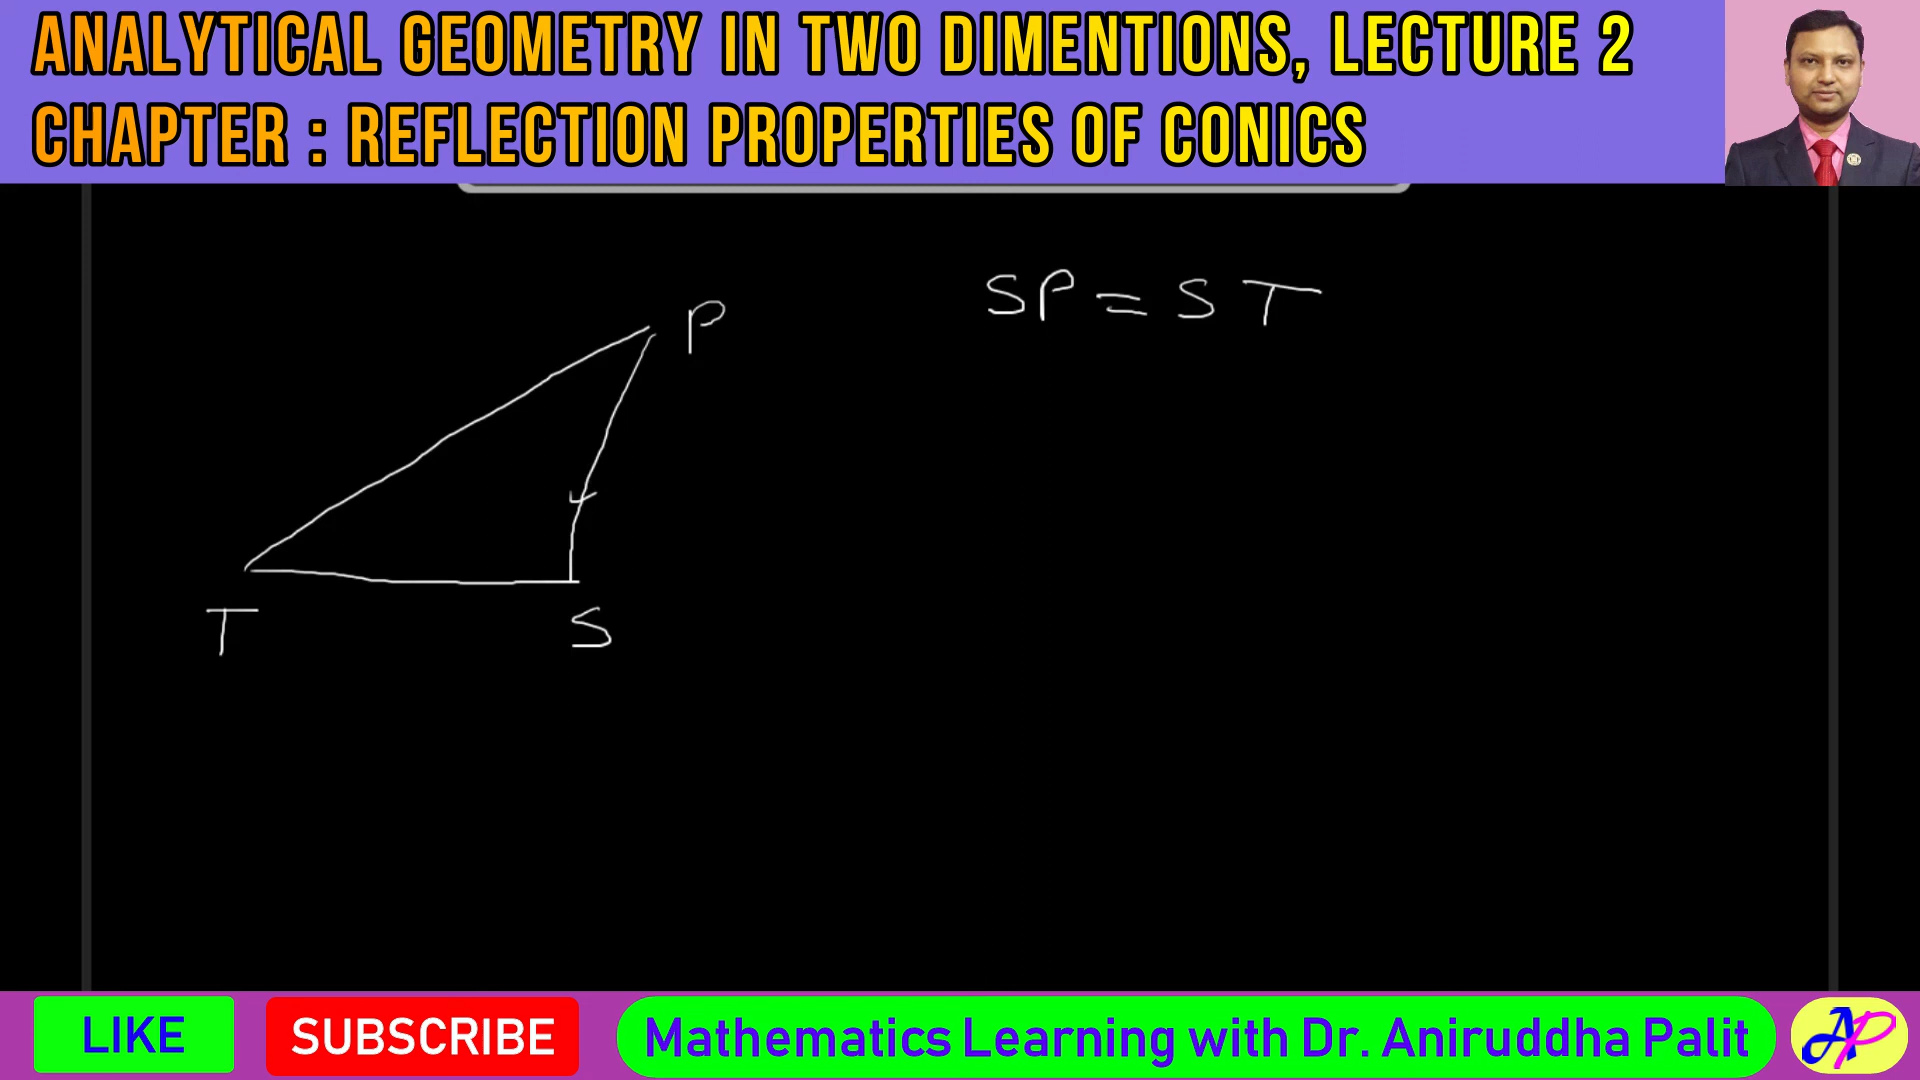 ANALYTICAL GEOMETRY IN TWO DIMENTIONS, LECTURE 2
CHAPTER : REFLECTION PROPERTIES OF CONICS
SP = ST
P
T
S
LIKE
SUBSCRIBE
Mathematics Learning with Dr. Aniruddha Palit
AP